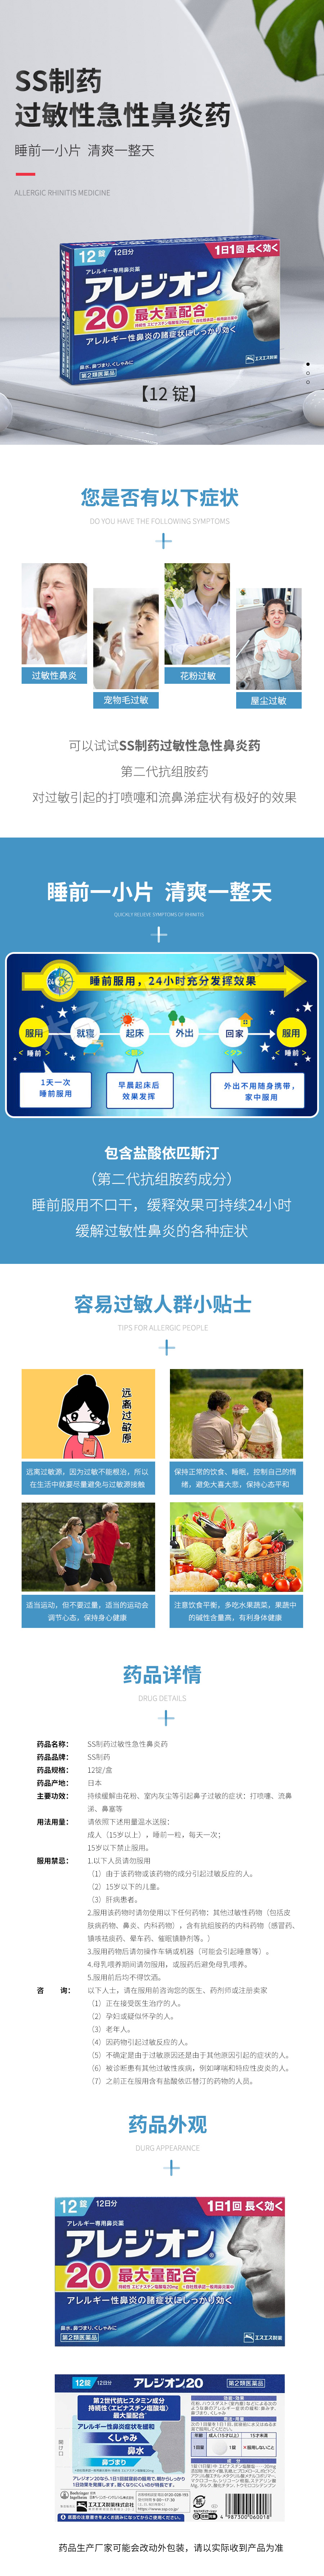 SS制药
过敏性急性鼻炎药
睡前一小片 清爽一整天
ALLERGIC RHINITIS MEDICINE
12錠 12日分
1日1回 長く効く
アレルギー専用鼻炎薬
アレジオン
20 最大量配合
アレルギー性鼻炎の諸症状にしっかり効く
鼻水、鼻づまり、くしゃみに
第2類医薬品
エスエス製薬
【12 锭】
您是否有以下症状
DO YOU HAVE THE FOLLOWING SYMPTOMS
过敏性鼻炎
宠物毛过敏
花粉过敏
屋尘过敏
可以试试SS制药过敏性急性鼻炎药
第二代抗组胺药
对过敏引起的打喷嚏和流鼻涕症状有极好的效果
睡前一小片 清爽一整天
QUICKLY RELIEVE SYMPTOMS OF RHINITIS
24
睡前服用，24小时充分发挥效果
服用
就寝
起床
外出
回家
服用
< 睡前 >
<朝>
<夕>
< 睡前 >
1天一次
睡前服用
早晨起床后
效果发挥
外出不用随身携带，
家中服用
包含盐酸依匹斯汀
（第二代抗组胺药成分）
睡前服用不口干，缓释效果可持续24小时
缓解过敏性鼻炎的各种症状
容易过敏人群小贴士
TIPS FOR ALLERGIC PEOPLE
远离过敏原
远离过敏源，因为过敏不能根治，所以
在生活中就要尽量避免与过敏源接触
保持正常的饮食、睡眠，控制自己的情
绪，避免大喜大悲，保持心态平和
适当运动，但不要过量，适当的运动会
调节心态，保持身心健康
注意饮食平衡，多吃水果蔬菜，果蔬中
的碱性含量高，有利身体健康
药品详情
DRUG DETAILS
药品名称： SS制药过敏性急性鼻炎药
药品品牌： SS制药
药品规格： 12锭/盒
药品产地： 日本
主要功效： 持续缓解由花粉、室内灰尘等引起鼻子过敏的症状：打喷嚏、流鼻
涕、鼻塞等
用法用量： 请依照下述用量温水送服：
成人（15岁以上），睡前一粒，每天一次；
15岁以下禁止服用。
服用禁忌： 1.以下人员请勿服用
（1）由于该药物或该药物的成分引起过敏反应的人。
（2）15岁以下的儿童。
（3）肝病患者。
2.服用该药物时请勿使用以下任何药物：其他过敏性药物（包括皮
肤病药物、鼻炎、内科药物），含有抗组胺药的内科药物（感冒药、
镇咳祛痰药、晕车药、催眠镇静剂等。）
3.服用药物后请勿操作车辆或机器（可能会引起睡意等）。
4.母乳喂养期间请勿服用，或服药后避免母乳喂养。
5.服用前后均不得饮酒。
咨 询： 以下人士，请在服用前咨询您的医生、药剂师或注册卖家
（1）正在接受医生治疗的人。
（2）孕妇或疑似怀孕的人。
（3）老年人。
（4）因药物引起过敏反应的人。
（5）不确定是由于过敏原因还是由于其他原因引起的症状的人。
（6）被诊断患有其他过敏性疾病，例如哮喘和特应性皮炎的人。
（7）之前正在服用含有盐酸依匹替汀的药物的人员。
药品外观
DURG APPEARANCE
12錠 12日分
1日1回 長く効く
アレルギー専用鼻炎薬
アレジオン
20 最大量配合
アレルギー性鼻炎の諸症状にしっかり効く
鼻水、鼻づまり、くしゃみに
第2類医薬品
エスエス製薬
12錠 12日分 アレジオン20 第2類医薬品
第2世代抗ヒスタミン成分
持続性<エピナスチン塩酸塩>
最大量配合
アレルギー性鼻炎症状を緩和
くしゃみ
鼻水
鼻づまり
エスエス製薬株式会社
4 987300 060018
药品生产厂家可能会改动外包装，请以实际收到产品为准